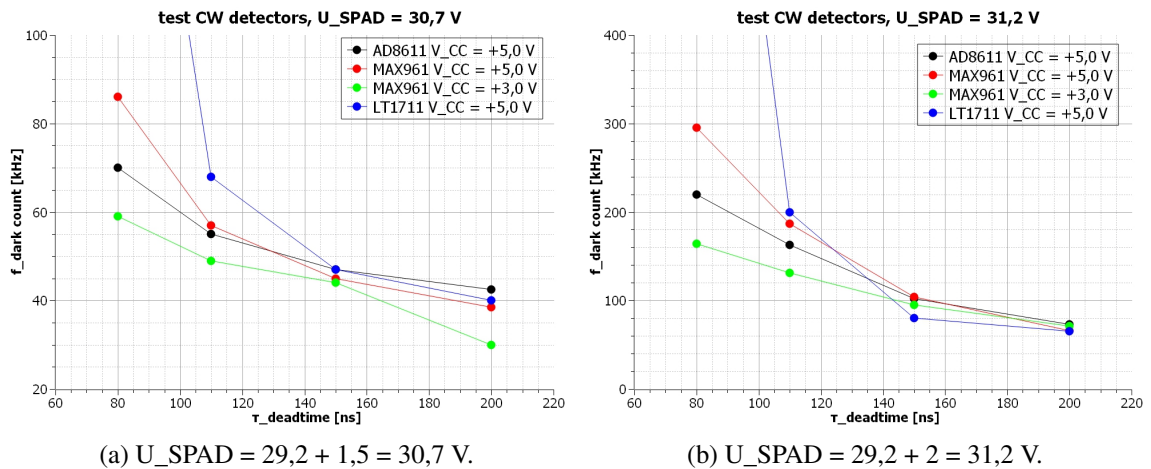 test CW detectors, U_SPAD = 30,7 V
100
80
60
40
20
f_dark count [kHz]
AD8611 V_CC = +5,0 V
MAX961 V_CC = +5,0 V
MAX961 V_CC = +3,0 V
LT1711 V_CC = +5,0 V
60 80 100 120 140 160 180 200 220
τ_deadtime [ns]
(a) U_SPAD = 29,2 + 1,5 = 30,7 V.
test CW detectors, U_SPAD = 31,2 V
400
300
200
100
0
f_dark count [kHz]
AD8611 V_CC = +5,0 V
MAX961 V_CC = +5,0 V
MAX961 V_CC = +3,0 V
LT1711 V_CC = +5,0 V
60 80 100 120 140 160 180 200 220
τ_deadtime [ns]
(b) U_SPAD = 29,2 + 2 = 31,2 V.